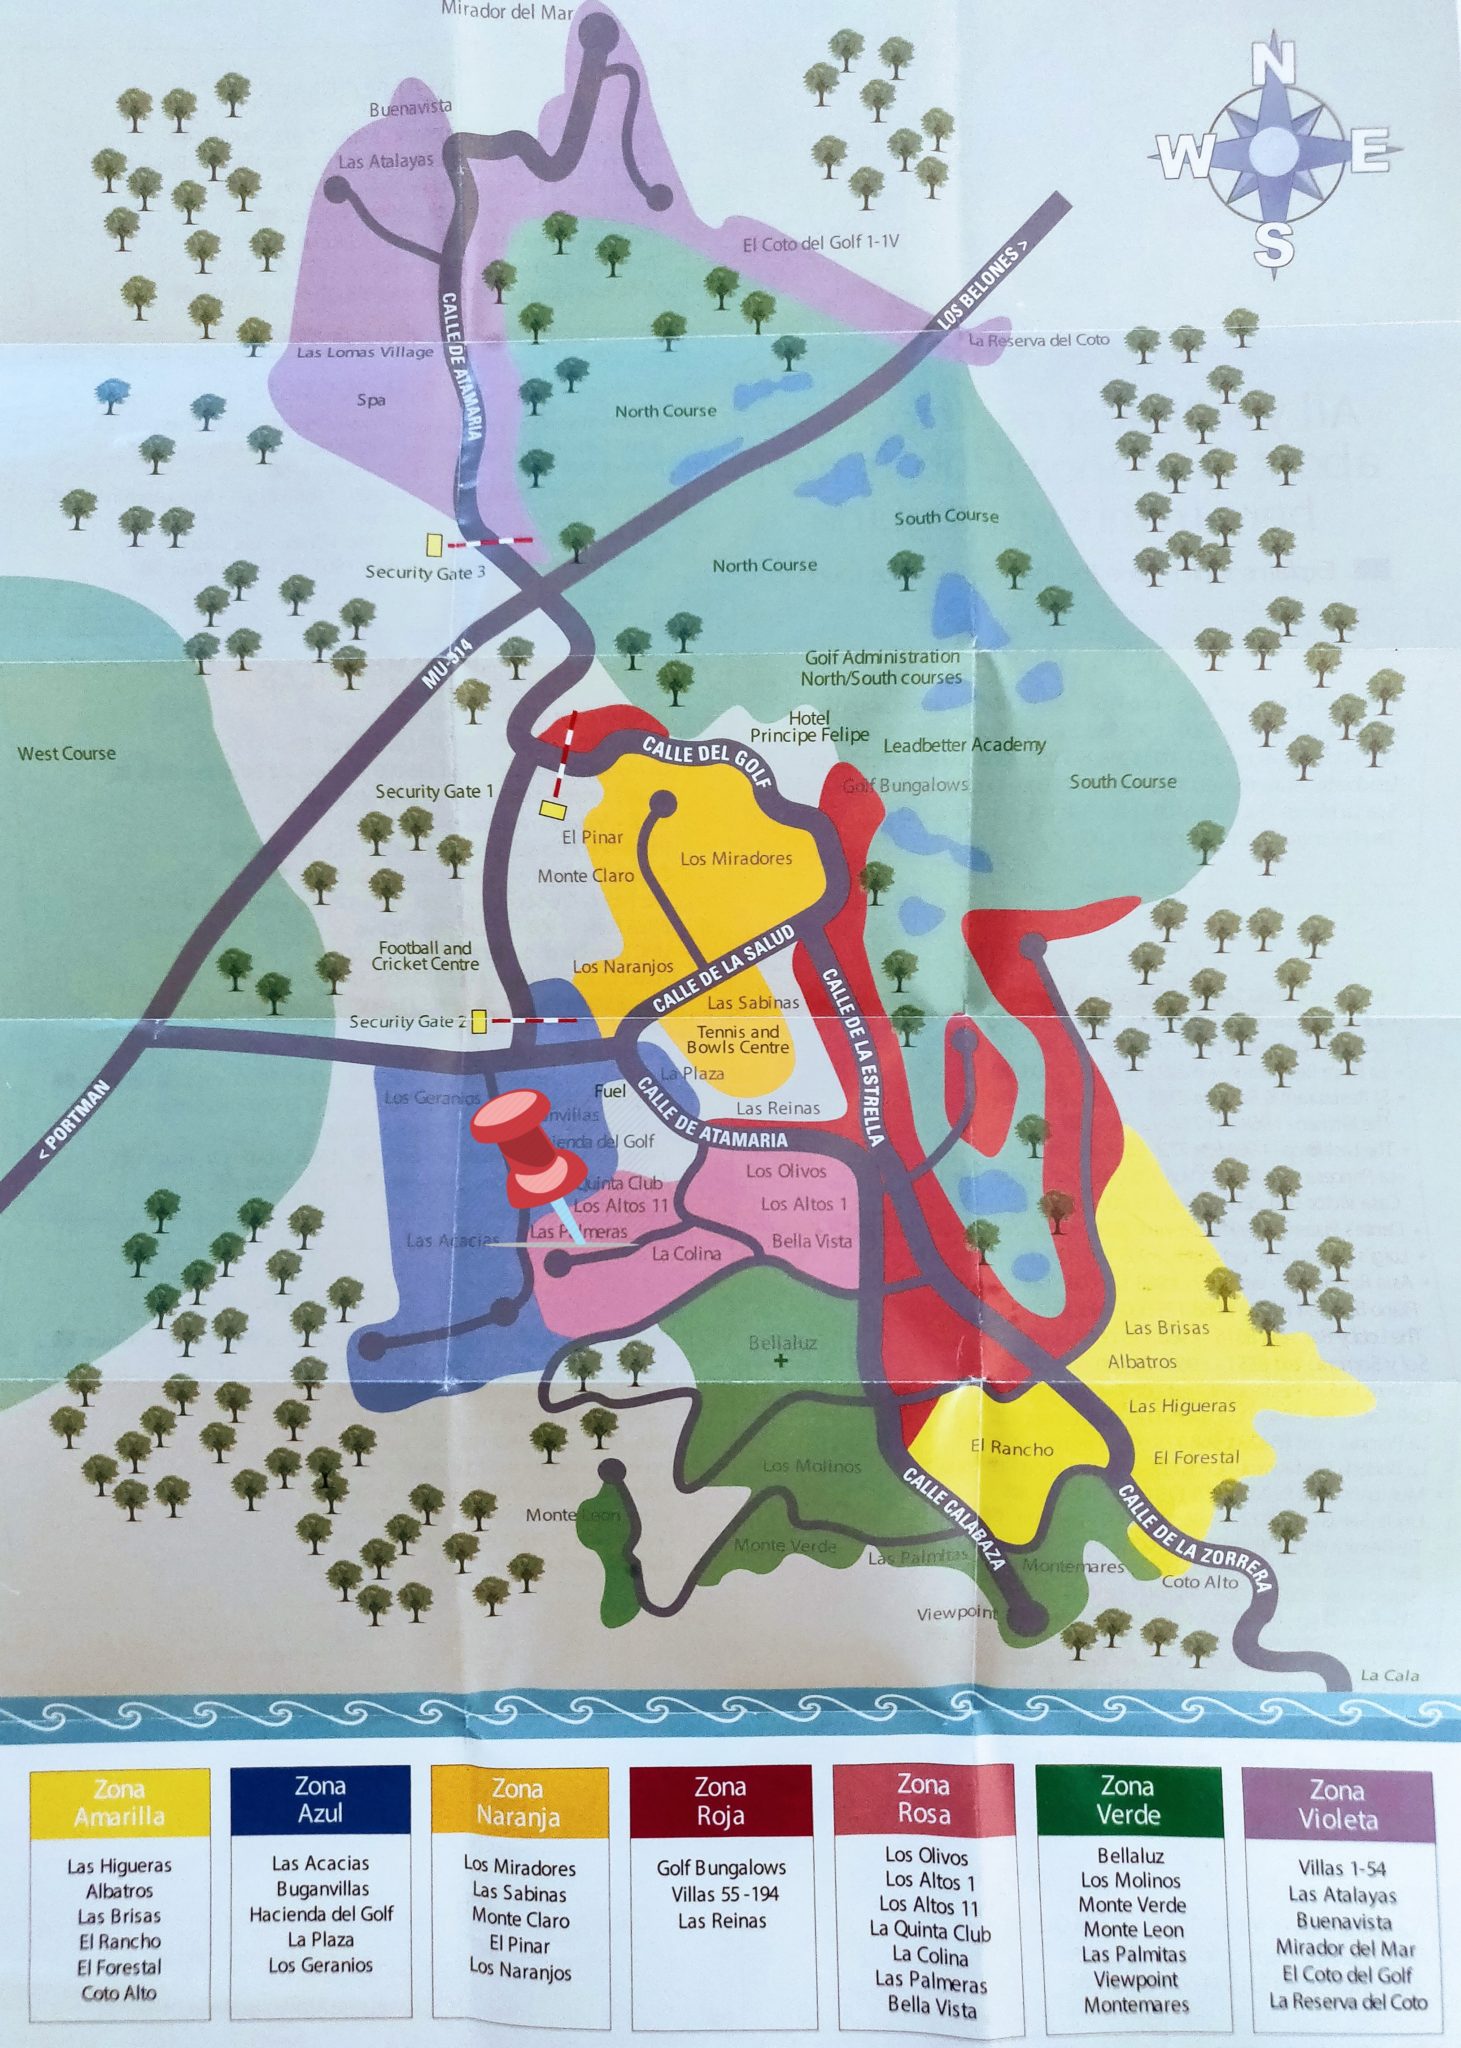 Mirador del Mar
N
W
E
S
Buenavista
Las Atalayas
El Coto del Golf 1-1V
LOS BELONES >
La Reserva del Coto
CALLE DE ATAMARIA
Las Lomas Village
Spa
North Course
South Course
Security Gate 3
North Course
MU-314
Golf Administration
North/South courses
Hotel
Principe Felipe
Leadbetter Academy
West Course
CALLE DEL GOLF
Golf Bungalows
South Course
Security Gate 1
El Pinar
Los Miradores
Monte Claro
Football and
Cricket Centre
Los Naranjos
CALLE DE LA SALUD
Las Sabinas
CALLE DE LA ESTRELLA
Security Gate 2
Tennis and
Bowls Centre
La Plaza
Fuel
Los Geranios
Las Reinas
< PORTMAN
CALLE DE ATAMARIA
del Golf
Los Olivos
Quinta Club
Los Altos 11
Los Altos 1
Las Palmeras
Las Acacias
La Colina
Bella Vista
Bellaluz
Las Brisas
Albatros
Las Higueras
El Rancho
El Forestal
Los Molinos
CALLE CALABAZA
CALLE DE LA ZORRERA
Monte Leon
Monte Verde
Las Palmitas
Montemares
Coto Alto
Viewpoint
La Cala
Zona
Amarilla
Las Higueras
Albatros
Las Brisas
El Rancho
El Forestal
Coto Alto
Zona
Azul
Las Acacias
Buganvillas
Hacienda del Golf
La Plaza
Los Geranios
Zona
Naranja
Los Miradores
Las Sabinas
Monte Claro
El Pinar
Los Naranjos
Zona
Roja
Golf Bungalows
Villas 55-194
Las Reinas
Zona
Rosa
Los Olivos
Los Altos 1
Los Altos 11
La Quinta Club
La Colina
Las Palmeras
Bella Vista
Zona
Verde
Bellaluz
Los Molinos
Monte Verde
Monte Leon
Las Palmitas
Viewpoint
Montemares
Zona
Violeta
Villas 1-54
Las Atalayas
Buenavista
Mirador del Mar
El Coto del Golf
La Reserva del Coto